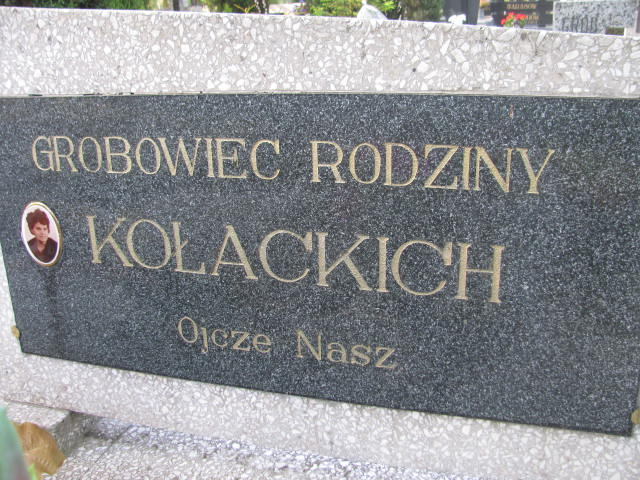 GROBOWIEC RODZINY
KOŁACKICH
Ojcze Nasz